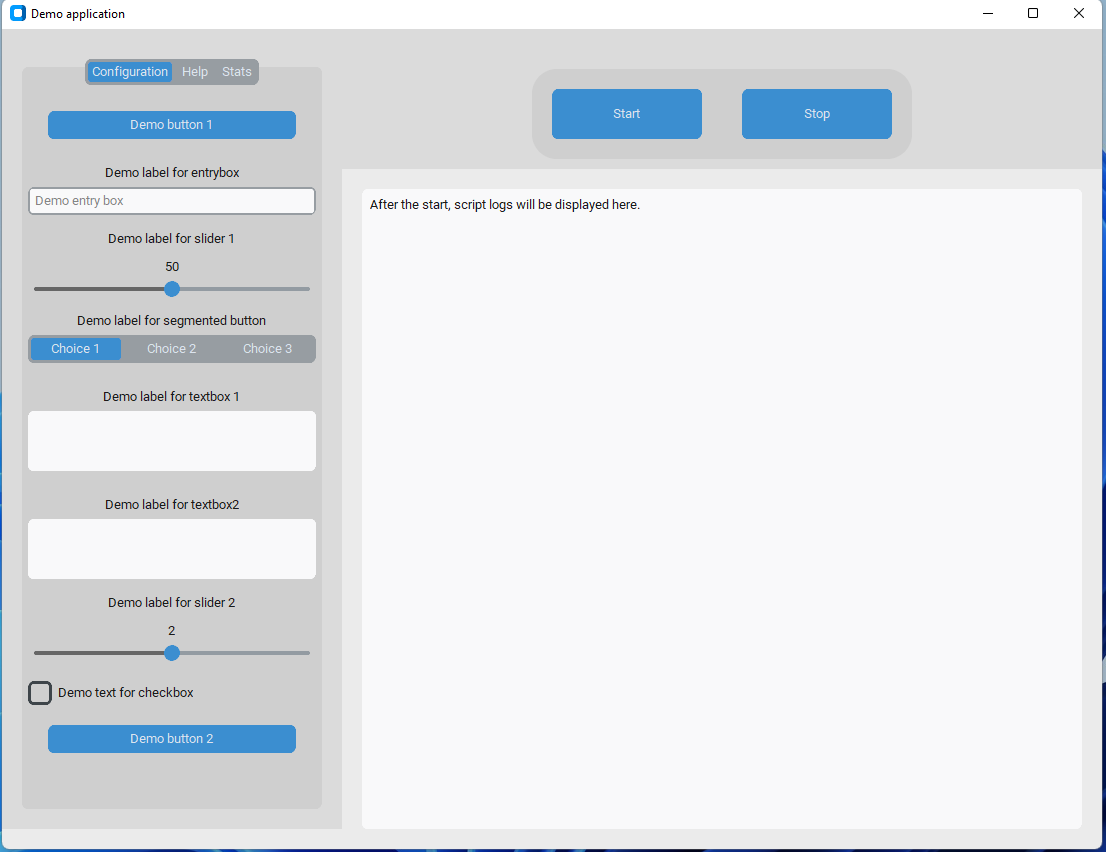 Demo application
Configuration Help Stats
Demo button 1
Demo label for entrybox
Demo entry box
Demo label for slider 1
50
Demo label for segmented button
Choice 1 Choice 2 Choice 3
Demo label for textbox 1
Demo label for textbox2
Demo label for slider 2
2
Demo text for checkbox
Demo button 2
Start Stop
After the start, script logs will be displayed here.